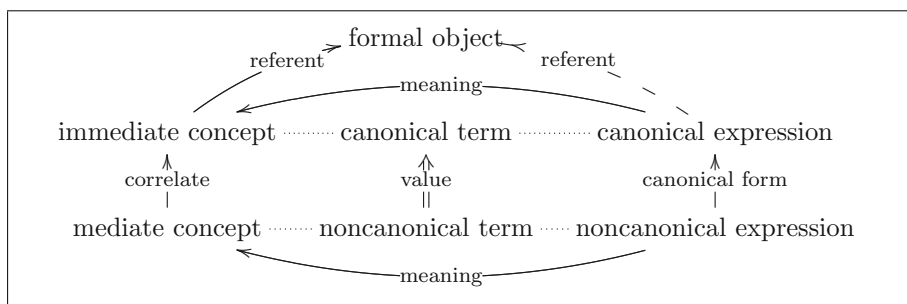 formal object
referent referent
meaning
immediate concept canonical term canonical expression
correlate value canonical form
mediate concept noncanonical term noncanonical expression
meaning